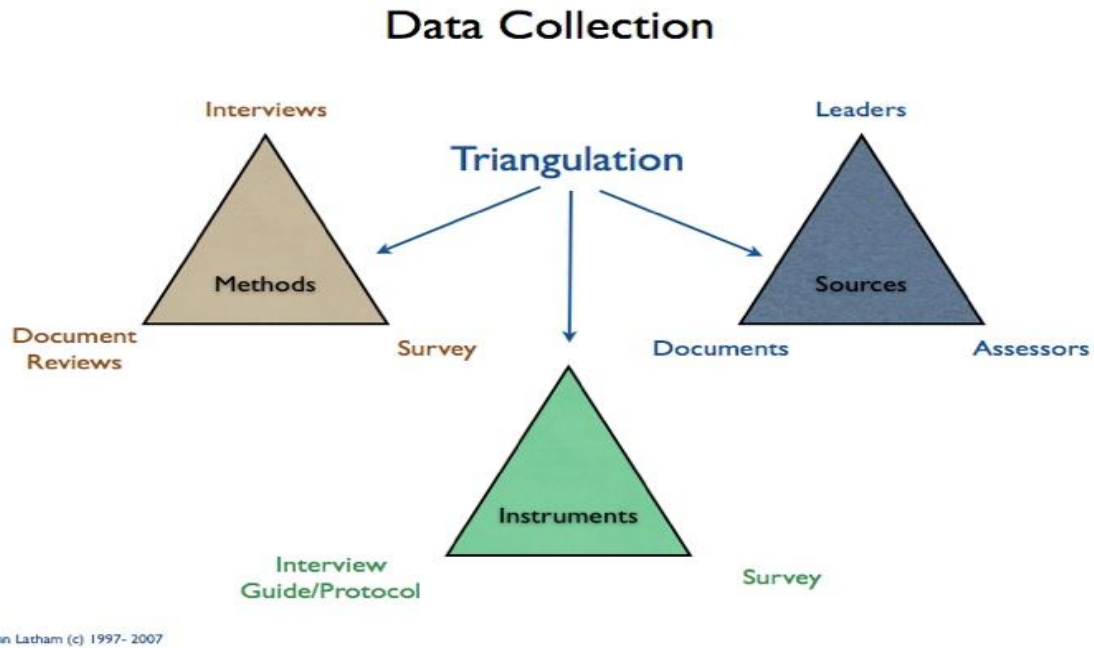 Data Collection
Interviews
Leaders
Triangulation
Methods
Sources
Document
Reviews
Survey
Documents
Assessors
Instruments
Interview
Guide/Protocol
Survey
Latham (c) 1997- 2007